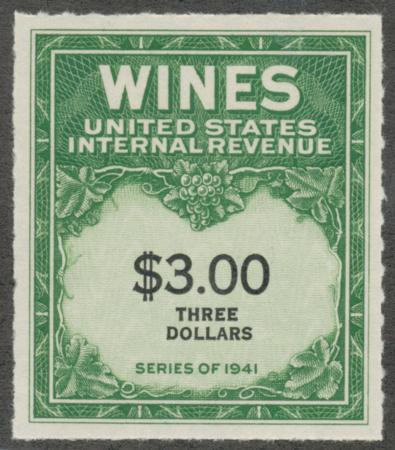 WINES
UNITED STATES
INTERNAL REVENUE
$3.00
THREE
DOLLARS
SERIES OF 1941